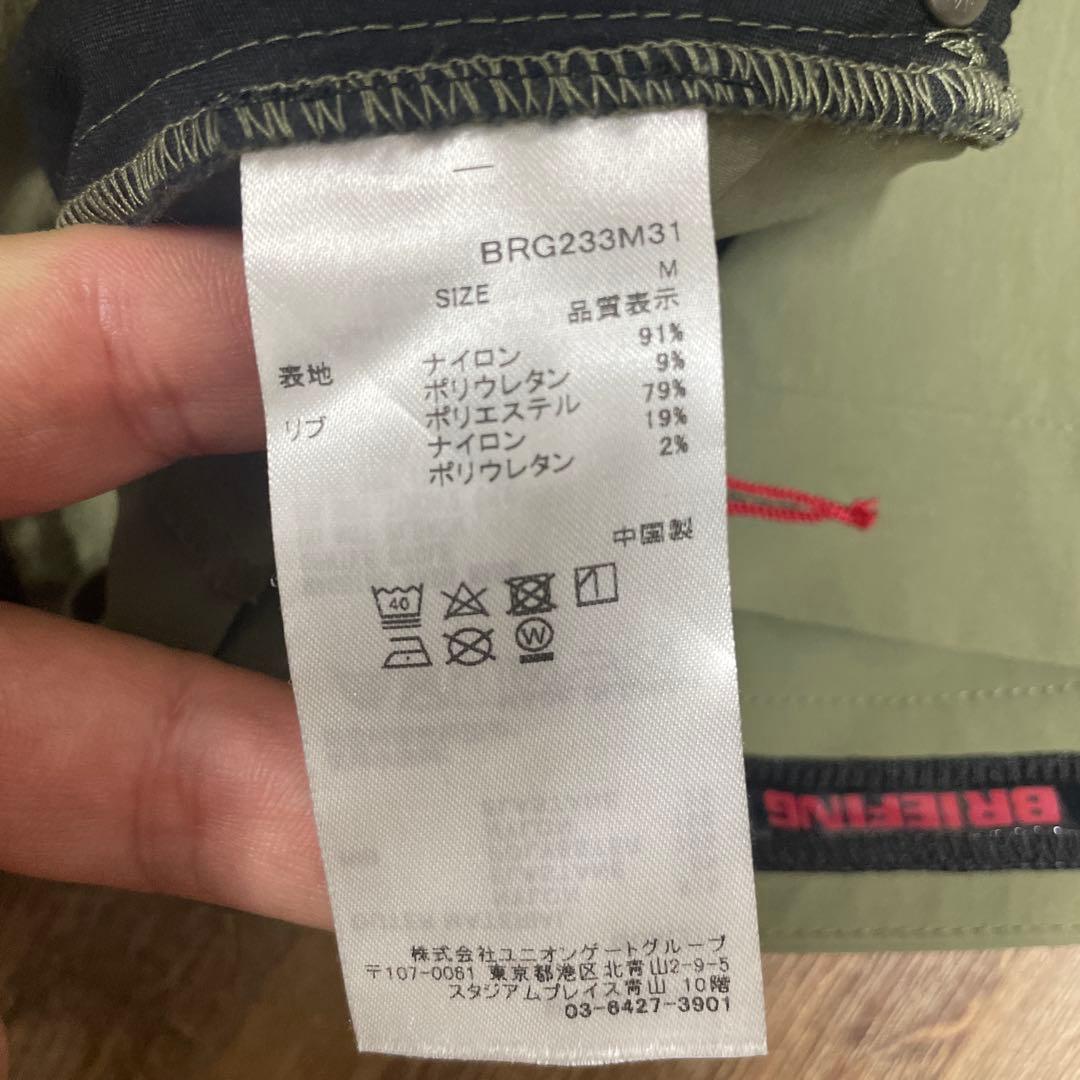 BRG233M31
SIZE M
品質表示
表地 ナイロン 91%
ポリウレタン 9%
リブ ポリエステル 79%
ナイロン 19%
ポリウレタン 2%
中国製
40
W
BRIEFING
株式会社ユニオンゲートグループ
〒107-0061 東京都港区北青山2-9-5
スタジアムプレイス青山 10階
03-6427-3901